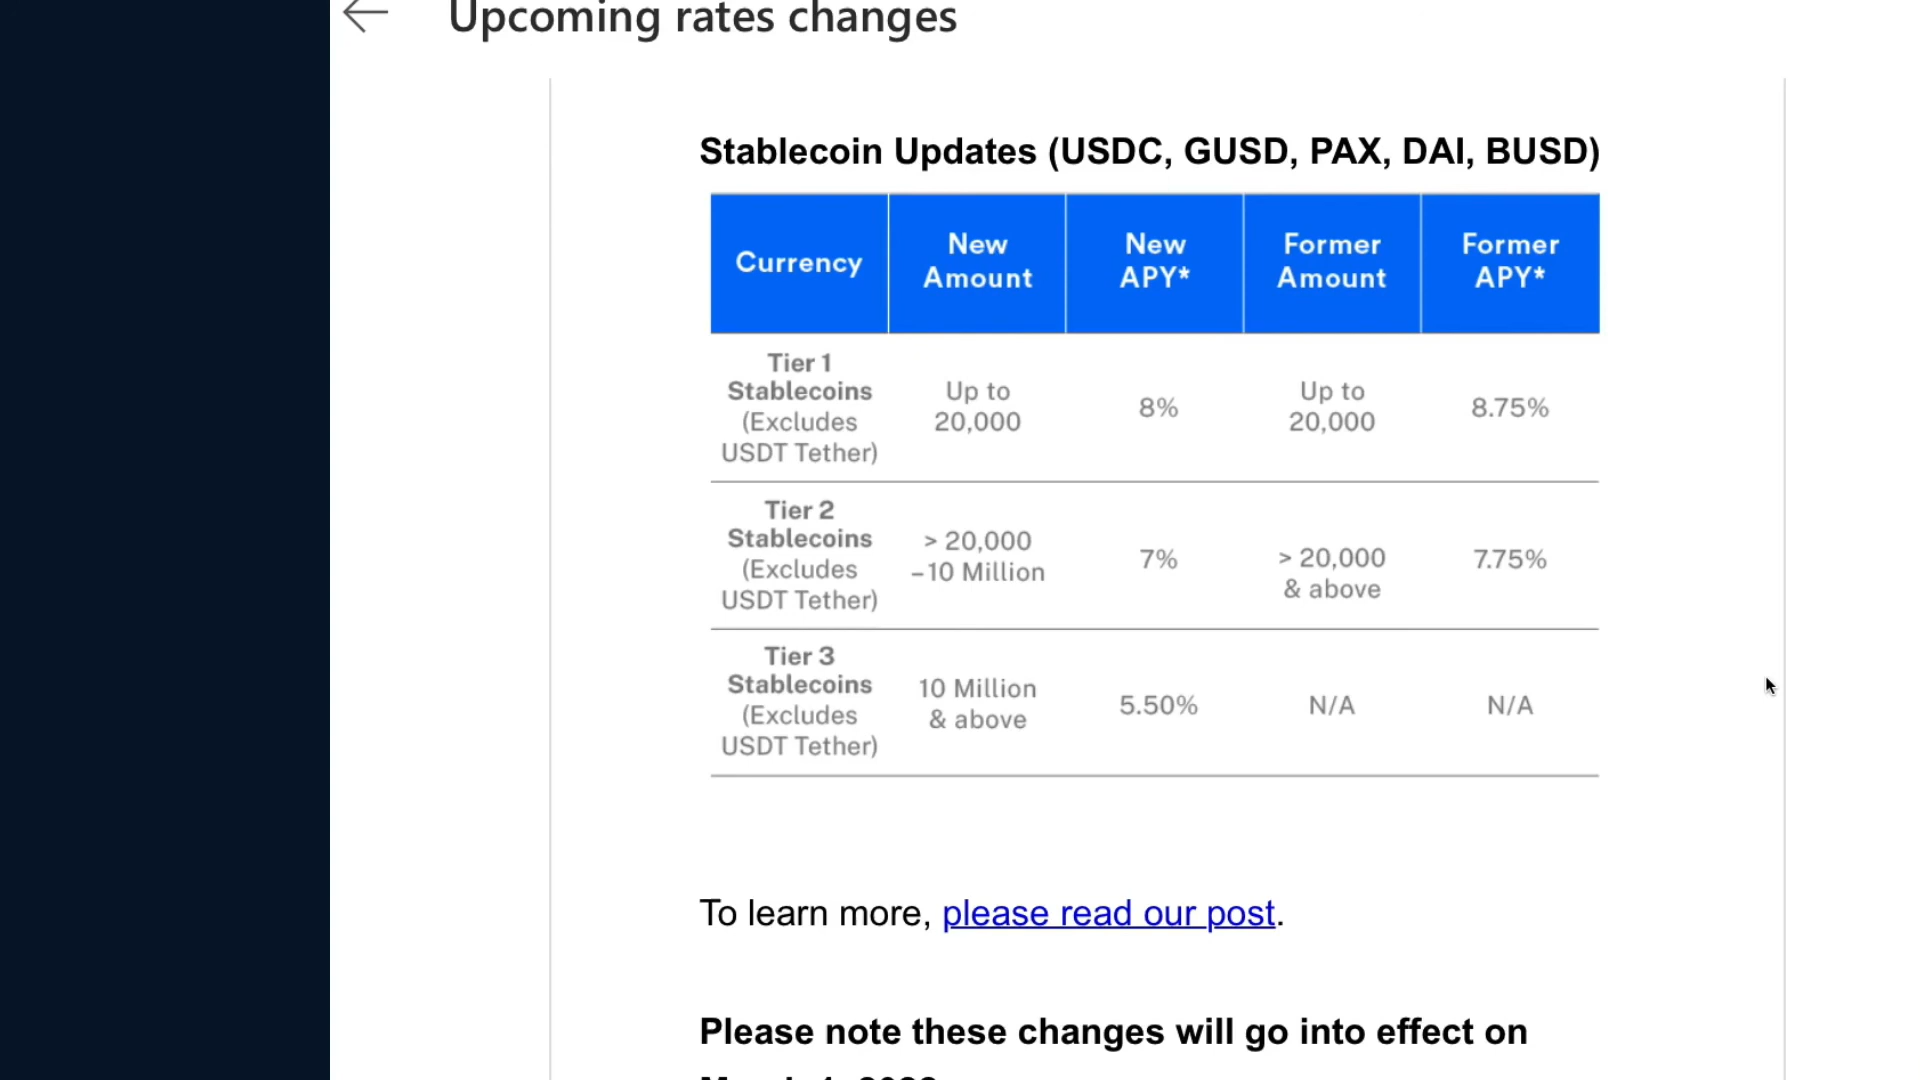 Upcoming rates changes
Stablecoin Updates (USDC, GUSD, PAX, DAI, BUSD)
Currency
New
Amount
New
APY*
Former
Amount
Former
APY*
Tier 1
Stablecoins
(Excludes
USDT Tether)
Up to
20,000
8%
Up to
20,000
8.75%
Tier 2
Stablecoins
(Excludes
USDT Tether)
> 20,000
–10 Million
7%
> 20,000
& above
7.75%
Tier 3
Stablecoins
(Excludes
USDT Tether)
10 Million
& above
5.50%
N/A
N/A
To learn more, please read our post.
Please note these changes will go into effect on